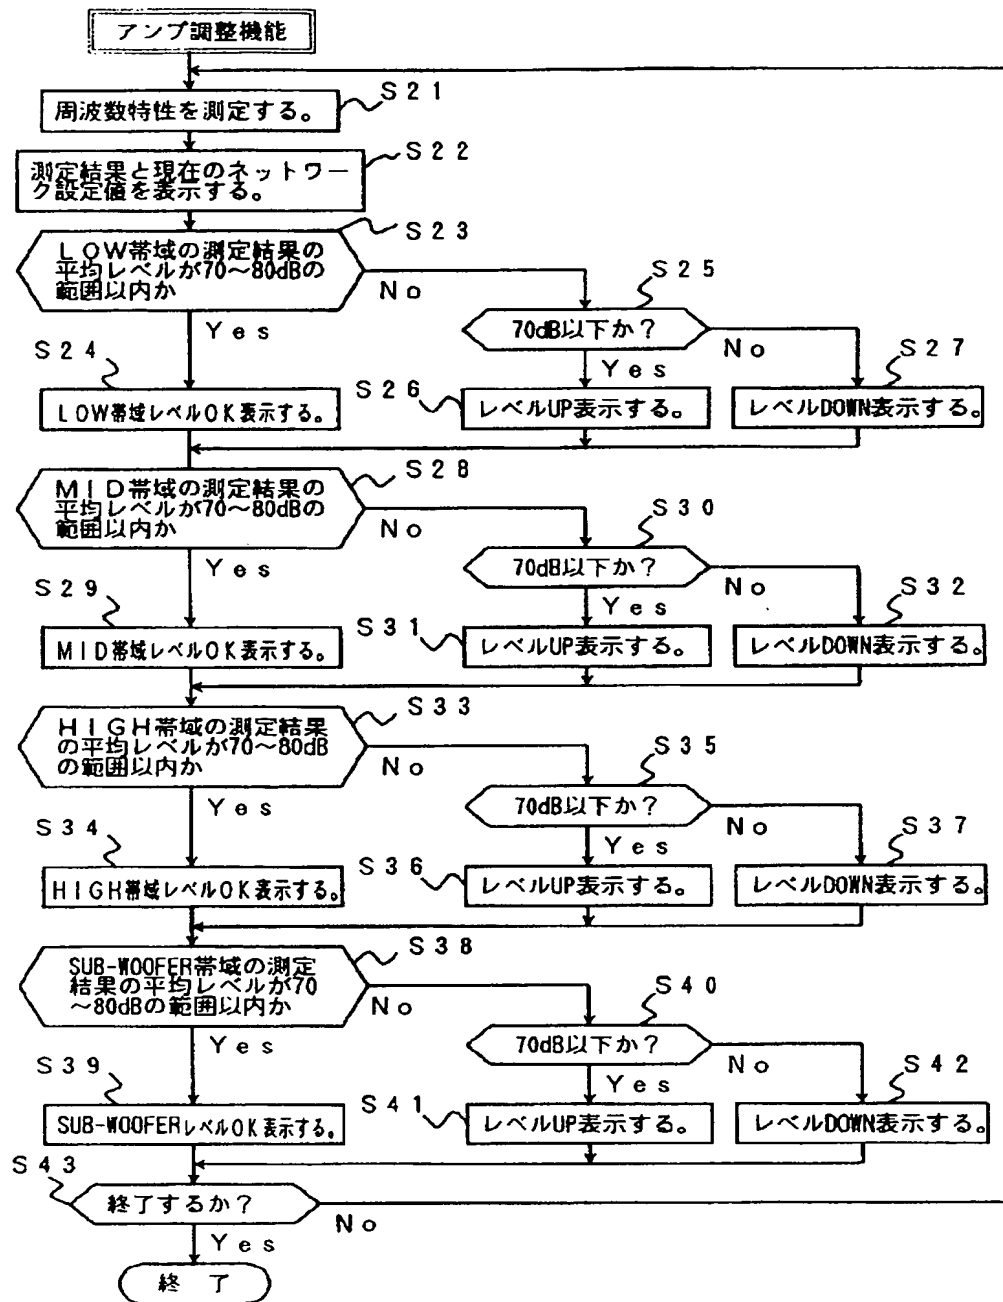 アンプ調整機能
S21
周波数特性を測定する。
S22
測定結果と現在のネットワー
ク設定値を表示する。
S23
LOW帯域の測定結果の
平均レベルが70～80dBの
範囲以内か
No
S25
70dB以下か？
No
S27
Yes
S24
Yes
S26
LOW帯域レベルOK表示する。
レベルUP表示する。
レベルDOWN表示する。
S28
MID帯域の測定結果の
平均レベルが70～80dBの
範囲以内か
No
S30
70dB以下か？
No
S32
Yes
S29
Yes
S31
MID帯域レベルOK表示する。
レベルUP表示する。
レベルDOWN表示する。
S33
HIGH帯域の測定結果
の平均レベルが70～80dB
の範囲以内か
No
S35
70dB以下か？
No
S37
Yes
S34
Yes
S36
HIGH帯域レベルOK表示する。
レベルUP表示する。
レベルDOWN表示する。
S38
SUB-WOOFER帯域の測定
結果の平均レベルが70
～80dBの範囲以内か
No
S40
70dB以下か？
No
S42
Yes
S39
Yes
S41
SUB-WOOFERレベルOK表示する。
レベルUP表示する。
レベルDOWN表示する。
S43
終了するか？
No
Yes
終 了